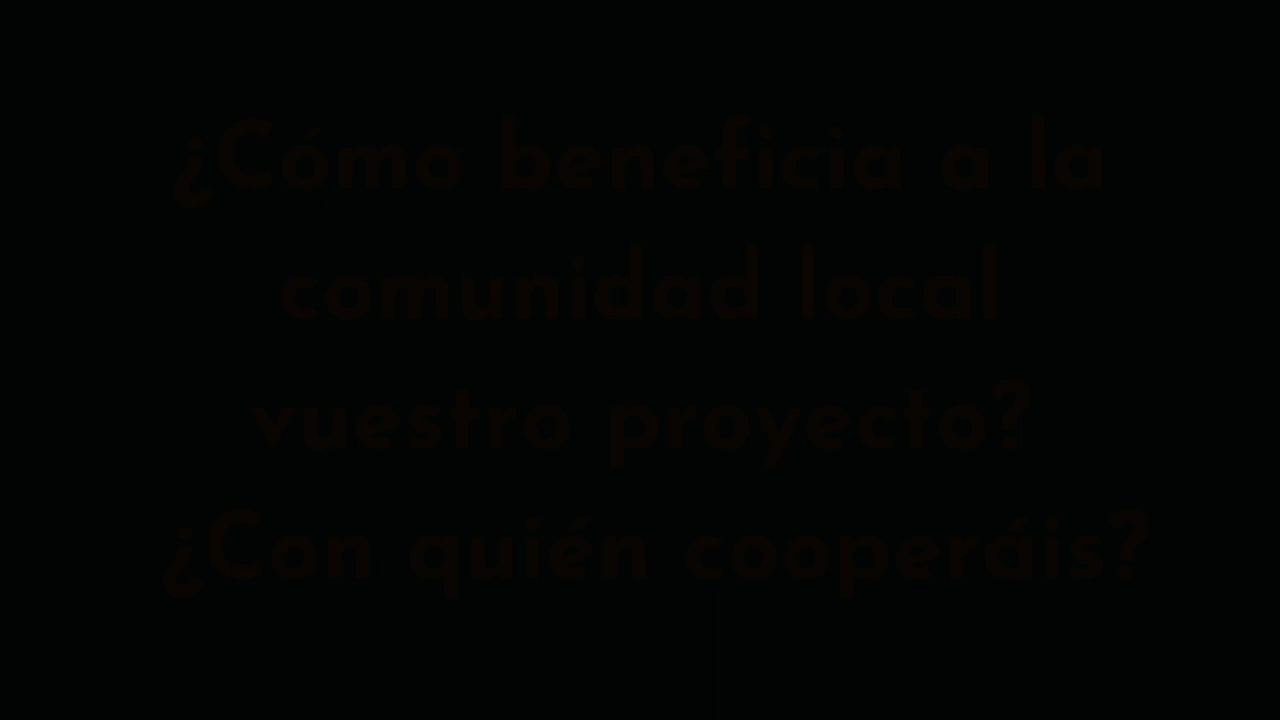 ¿Cómo beneficia a la
comunidad local
vuestro proyecto?
¿Con quién cooperáis?